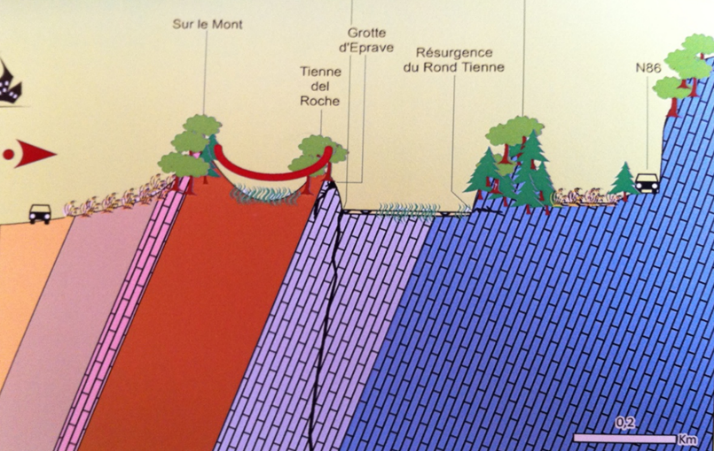 Sur le Mont
Grotte
d'Eprave
Résurgence
du Rond Tienne
Tienne
del
Roche
N86
0,2
Km